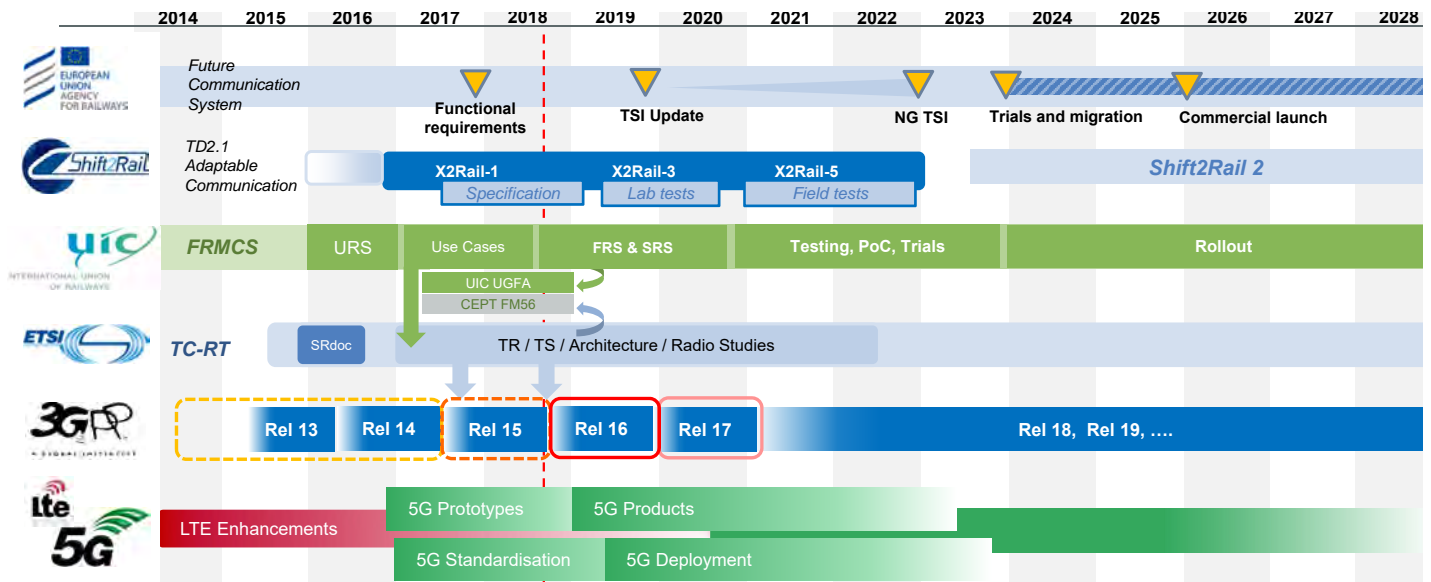 2014 2015 2016 2017 2018 2019 2020 2021 2022 2023 2024 2025 2026 2027 2028
EUROPEAN
UNION
AGENCY
FOR RAILWAYS
Future
Communication
System
Functional
requirements
TSI Update
NG TSI
Trials and migration
Commercial launch
Shift2Rail
TD2.1
Adaptable
Communication
X2Rail-1
X2Rail-3
X2Rail-5
Specification
Lab tests
Field tests
Shift2Rail 2
uic
INTERNATIONAL UNION
OF RAILWAYS
FRMCS
URS
Use Cases
FRS & SRS
Testing, PoC, Trials
Rollout
UIC UGFA
CEPT FM56
ETSI
TC-RT
SRdoc
TR / TS / Architecture / Radio Studies
3GPP
A GLOBAL INITIATIVE
Rel 13
Rel 14
Rel 15
Rel 16
Rel 17
Rel 18, Rel 19, ....
lte
5G
LTE Enhancements
5G Prototypes
5G Products
5G Standardisation
5G Deployment